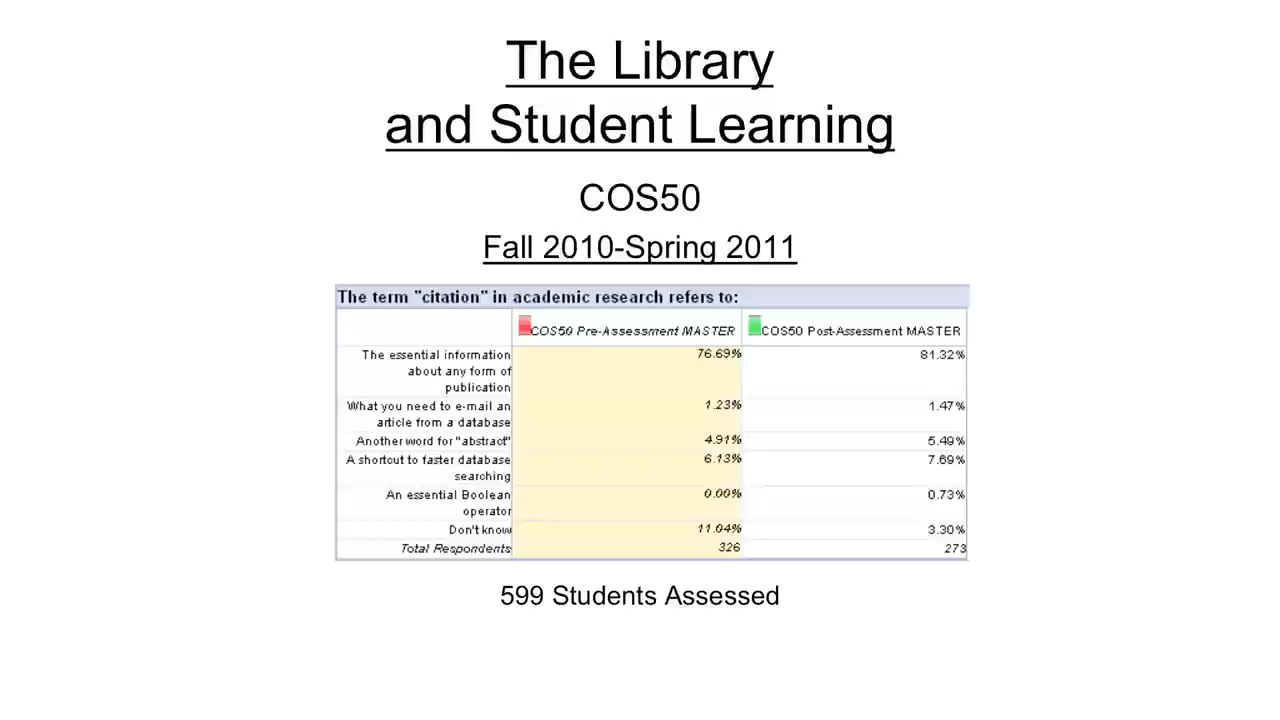 The Library
and Student Learning
COS50
Fall 2010-Spring 2011
The term "citation" in academic research refers to:
COS50 Pre-Assessment MASTER COS50 Post-Assessment MASTER
The essential information 76.69% 81.32%
about any form of
publication
What you need to e-mail an 1.23% 1.47%
article from a database
Another word for "abstract" 4.91% 5.49%
A shortcut to faster database 6.13% 7.69%
searching
An essential Boolean 0.00% 0.73%
operator
Don't know 11.04% 3.30%
Total Respondents 326 273
599 Students Assessed